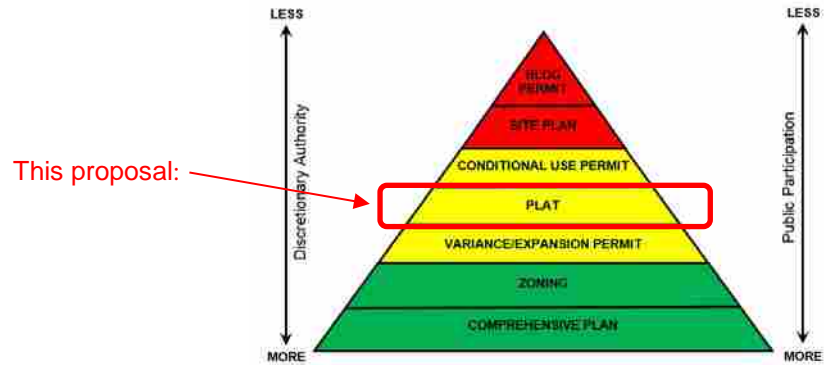 LESS
LESS
BLDG
PERMIT
SITE PLAN
Discretionary Authority
Public Participation
CONDITIONAL USE PERMIT
This proposal:
PLAT
VARIANCE/EXPANSION PERMIT
ZONING
COMPREHENSIVE PLAN
MORE
MORE